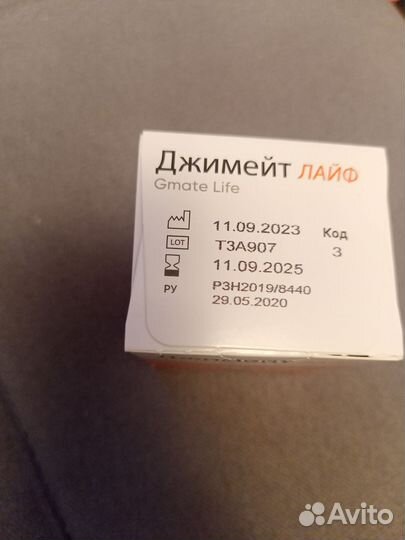 Джимейт ЛАЙФ
Gmate Life
11.09.2023 Код
LOT T3A907 3
11.09.2025
РУ РЗН2019/8440
29.05.2020
Avito